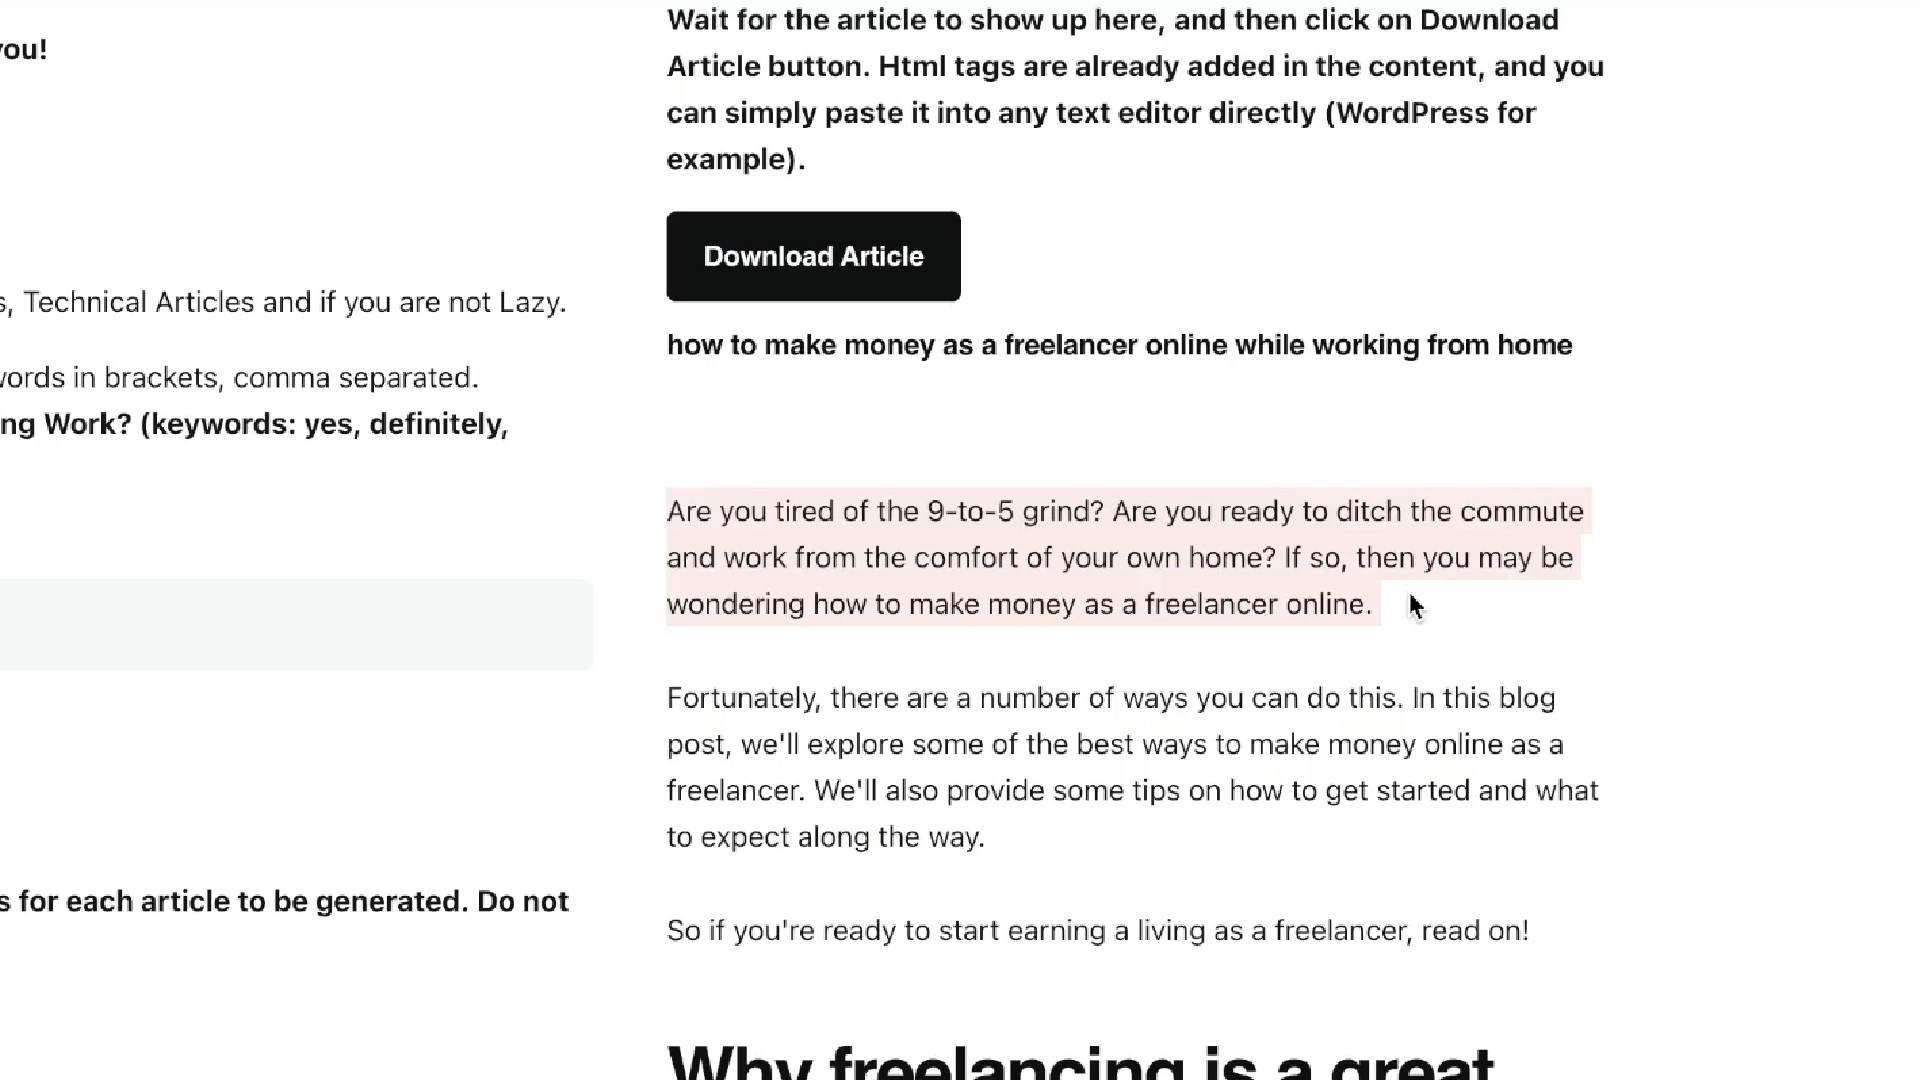 you!
s, Technical Articles and if you are not Lazy.
words in brackets, comma separated.
ng Work? (keywords: yes, definitely,
s for each article to be generated. Do not
Wait for the article to show up here, and then click on Download
Article button. Html tags are already added in the content, and you
can simply paste it into any text editor directly (WordPress for
example).
Download Article
how to make money as a freelancer online while working from home
Are you tired of the 9-to-5 grind? Are you ready to ditch the commute
and work from the comfort of your own home? If so, then you may be
wondering how to make money as a freelancer online.
Fortunately, there are a number of ways you can do this. In this blog
post, we'll explore some of the best ways to make money online as a
freelancer. We'll also provide some tips on how to get started and what
to expect along the way.
So if you're ready to start earning a living as a freelancer, read on!
Why freelancing is a great